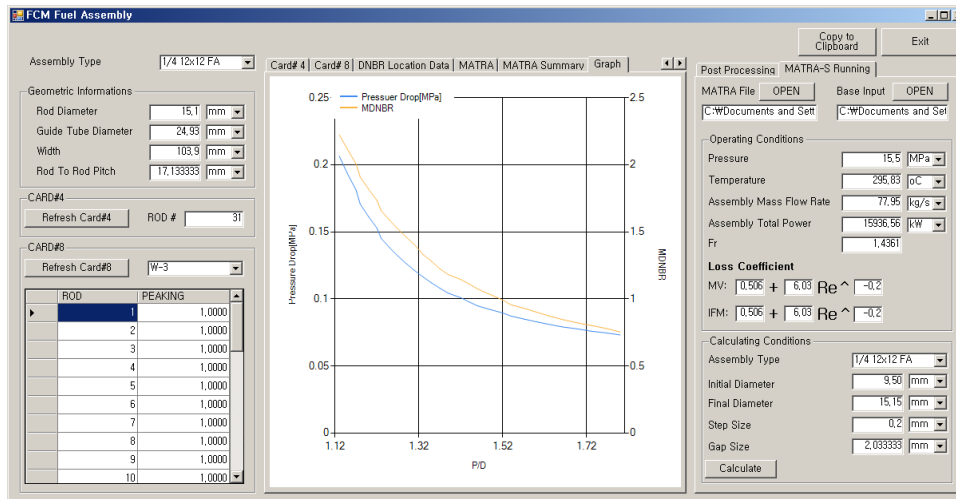 FCM Fuel Assembly
Copy to Clipboard
Exit
Assembly Type
1/4 12x12 FA
Geometric Informations
Rod Diameter 15,1 mm
Guide Tube Diameter 24,93 mm
Width 103,9 mm
Rod To Rod Pitch 17,133333 mm
CARD#4
Refresh Card#4 ROD # 31
CARD#8
Refresh Card#8 W-3
ROD PEAKING
1 1,0000
2 1,0000
3 1,0000
4 1,0000
5 1,0000
6 1,0000
7 1,0000
8 1,0000
9 1,0000
10 1,0000
Card# 4 Card# 8 DNBR Location Data MATRA MATRA Summary Graph
Pressuer Drop[MPa]
MDNBR
0.25
0.2
0.15
0.1
0.05
0
Pressure Drop[MPa]
2.5
2
1.5
1
0.5
0
MDNBR
1.12 1.32 1.52 1.72
P/D
Post Processing MATRA-S Running
MATRA File OPEN Base Input OPEN
C:₩Documents and Sett C:₩Documents and Set
Operating Conditions
Pressure 15,5 MPa
Temperature 295,83 oC
Assembly Mass Flow Rate 77,95 kg/s
Assembly Total Power 15936,56 kW
Fr 1,4361
Loss Coefficient
MV: 0,506 + 6,03 Re ^ -0,2
IFM: 0,506 + 6,03 Re ^ -0,2
Calculating Conditions
Assembly Type 1/4 12x12 FA
Initial Diameter 9,50 mm
Final Diameter 15,15 mm
Step Size 0,2 mm
Gap Size 2,033333 mm
Calculate